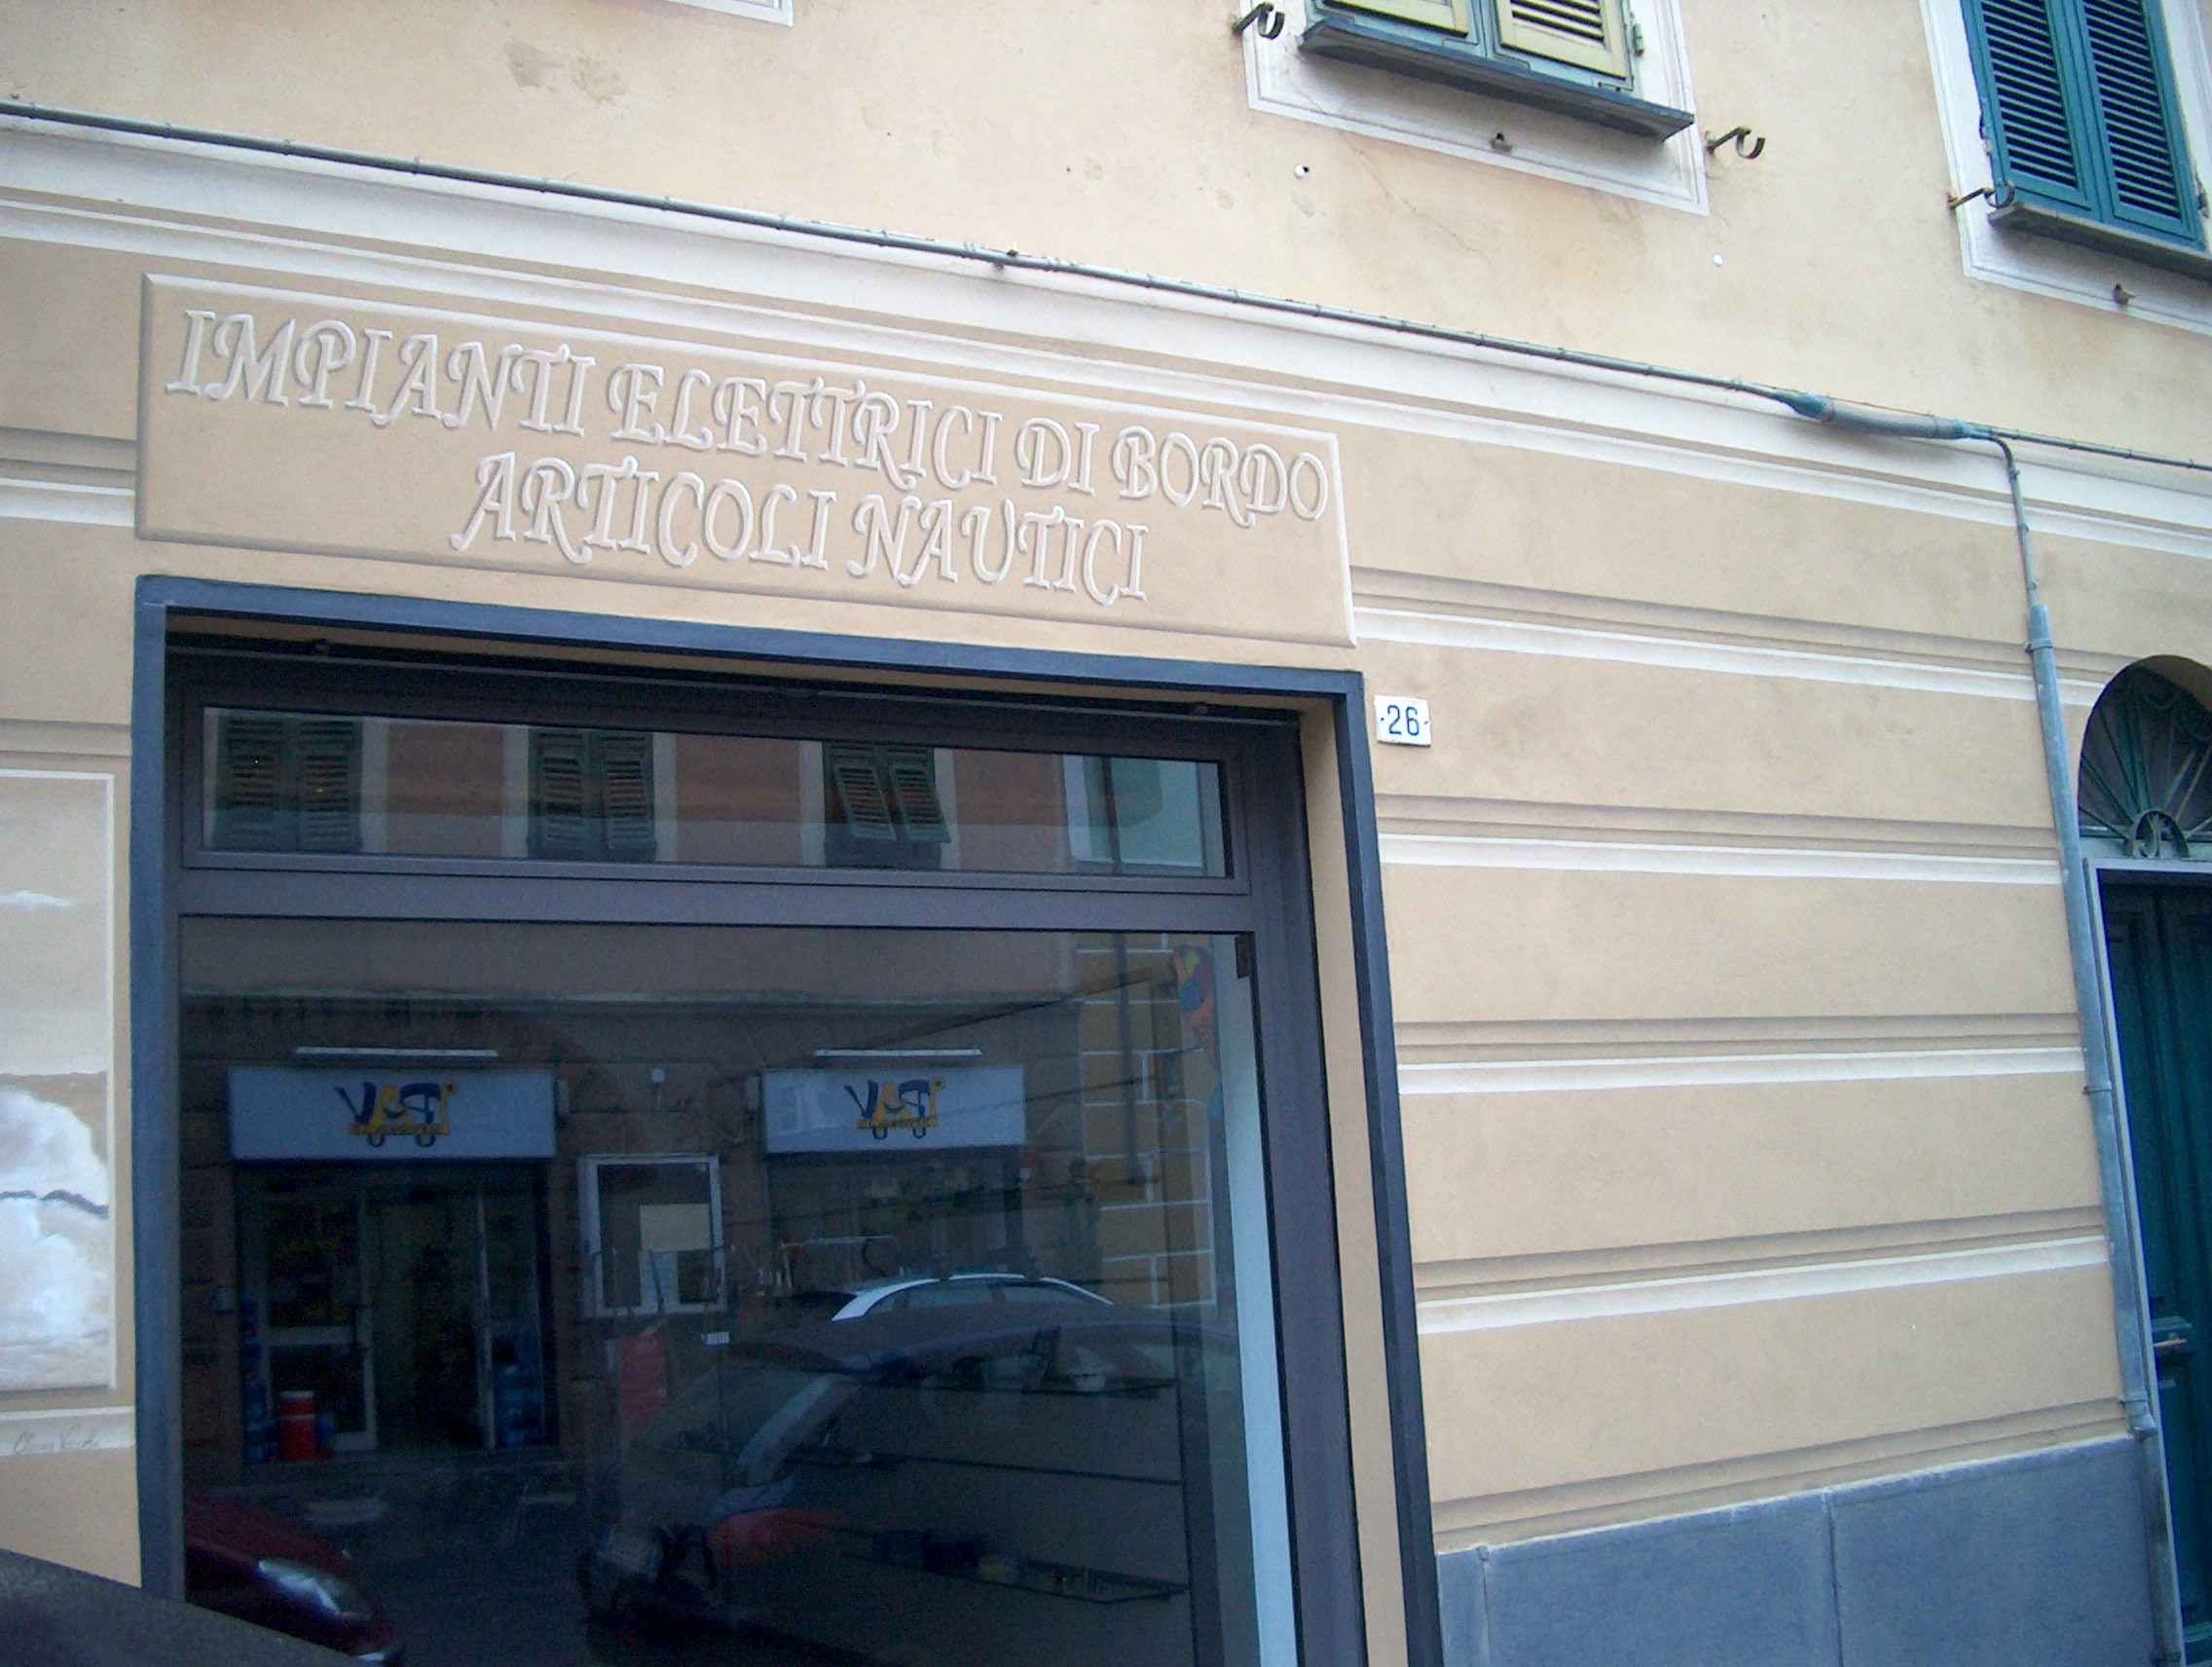 IMPIANTI ELETTRICI DI BORDO
ARTICOLI NAUTICI
26